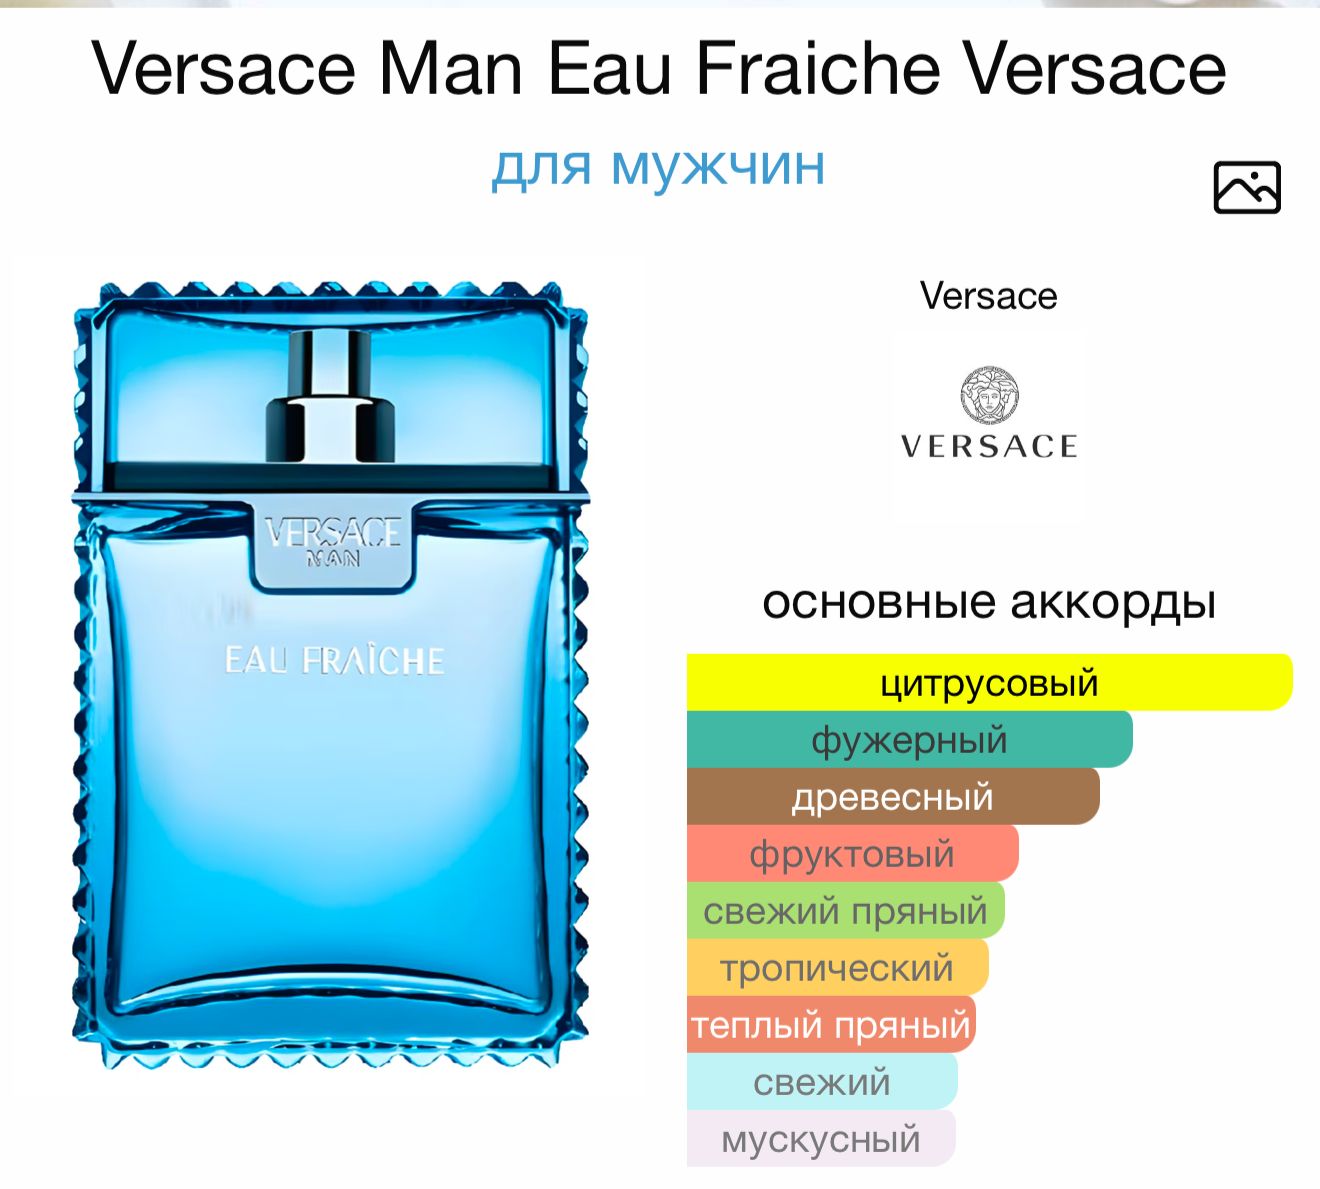 Versace Man Eau Fraiche Versace
для мужчин
Versace
VERSACE
VERSACE
MAN
EAU FRAÎCHE
основные аккорды
цитрусовый
фужерный
древесный
фруктовый
свежий пряный
тропический
теплый пряный
свежий
мускусный